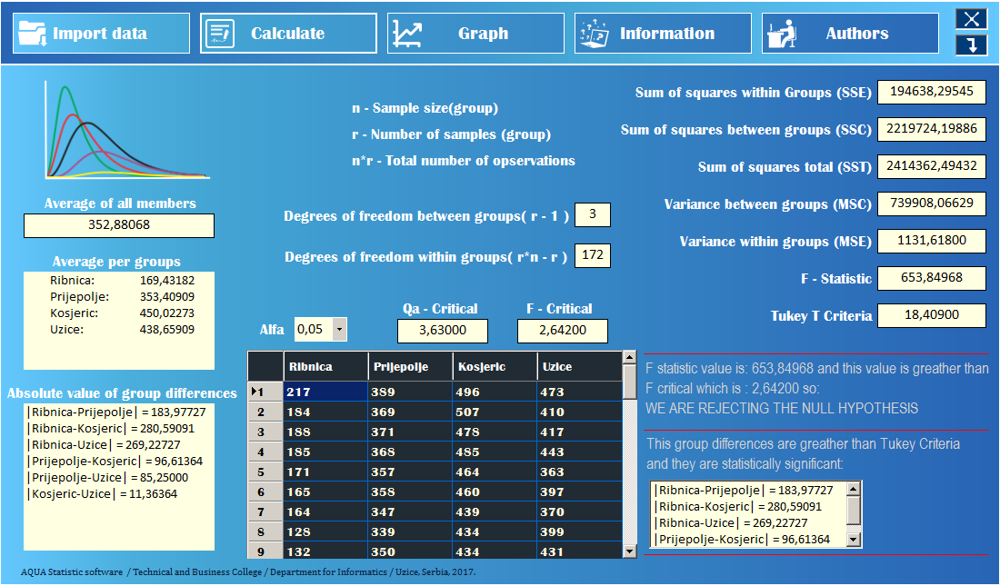 Import data
Calculate
Graph
Information
Authors
n - Sample size(group)
r - Number of samples (group)
n*r - Total number of opservations
Sum of squares within Groups (SSE) 194638,29545
Sum of squares between groups (SSC) 2219724,19886
Sum of squares total (SST) 2414362,49432
Variance between groups (MSC) 739908,06629
Variance within groups (MSE) 1131,61800
F - Statistic 653,84968
Tukey T Criteria 18,40900
Average of all members
352,88068
Degrees of freedom between groups( r - 1 ) 3
Degrees of freedom within groups( r*n - r ) 172
Average per groups
Ribnica: 169,43182
Prijepolje: 353,40909
Kosjeric: 450,02273
Uzice: 438,65909
Alfa 0,05
Qa - Critical
3,63000
F - Critical
2,64200
Absolute value of group differences
|Ribnica-Prijepolje| = 183,97727
|Ribnica-Kosjeric| = 280,59091
|Ribnica-Uzice| = 269,22727
|Prijepolje-Kosjeric| = 96,61364
|Prijepolje-Uzice| = 85,25000
|Kosjeric-Uzice| = 11,36364
Ribnica Prijepolje Kosjeric Uzice
1 217 389 496 473
2 184 369 507 410
3 188 371 478 417
4 185 368 485 443
5 171 357 464 363
6 165 358 460 397
7 164 347 439 370
8 128 339 434 399
9 132 350 434 431
F statistic value is: 653,84968 and this value is greather than
F critical which is : 2,64200 so:
WE ARE REJECTING THE NULL HYPOTHESIS
This group differences are greather than Tukey Criteria
and they are statistically significant:
|Ribnica-Prijepolje| = 183,97727
|Ribnica-Kosjeric| = 280,59091
|Ribnica-Uzice| = 269,22727
|Prijepolje-Kosjeric| = 96,61364
AQUA Statistic software / Technical and Business College / Department for Informatics / Uzice, Serbia, 2017.